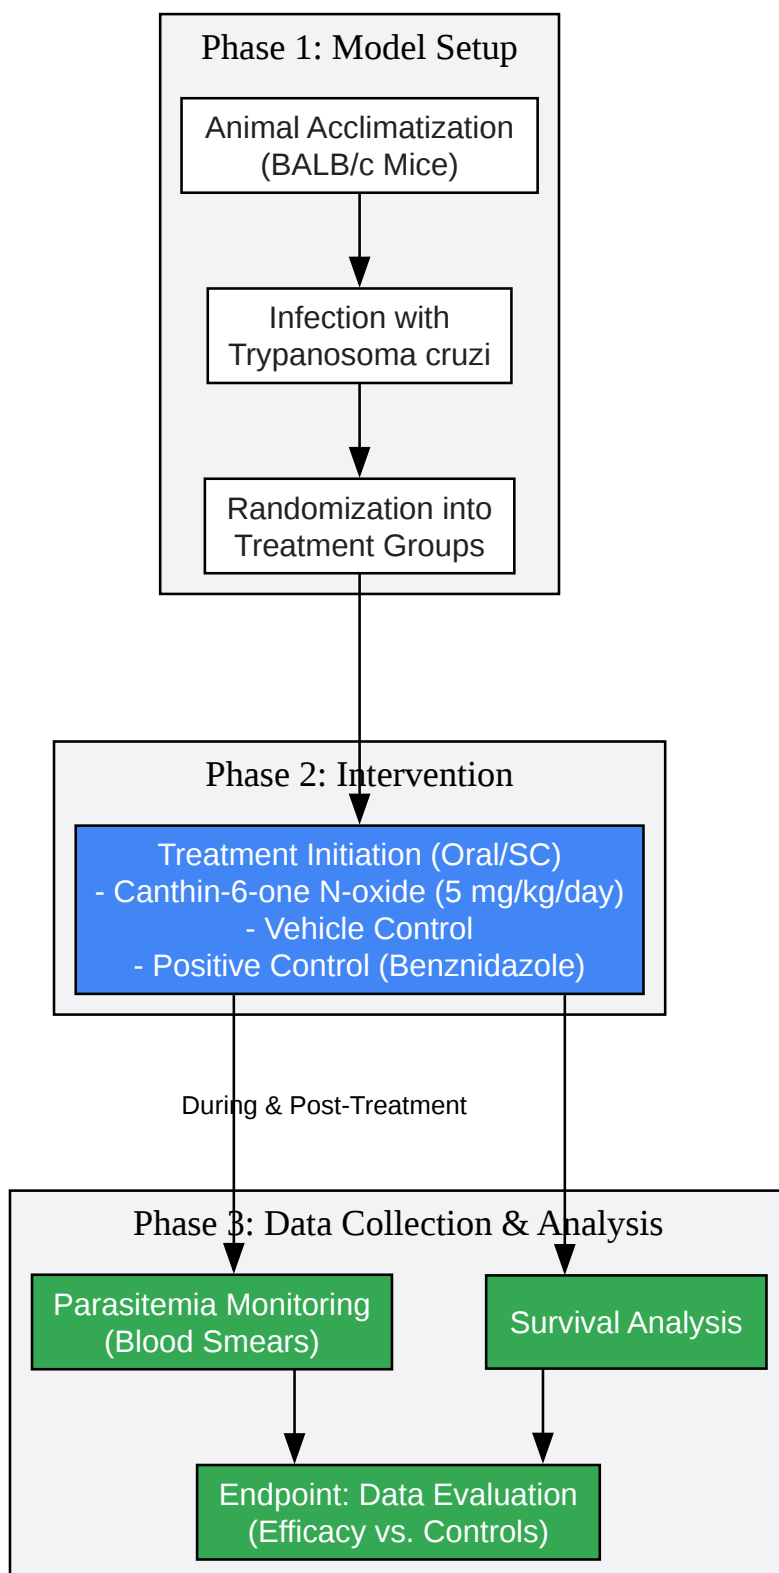 Phase 1: Model Setup
Animal Acclimatization
(BALB/c Mice)
Infection with
Trypanosoma cruzi
Randomization into
Treatment Groups
Phase 2: Intervention
Treatment Initiation (Oral/SC)
- Canthin-6-one N-oxide (5 mg/kg/day)
- Vehicle Control
- Positive Control (Benznidazole)
During & Post-Treatment
Phase 3: Data Collection & Analysis
Parasitemia Monitoring
(Blood Smears)
Survival Analysis
Endpoint: Data Evaluation
(Efficacy vs. Controls)